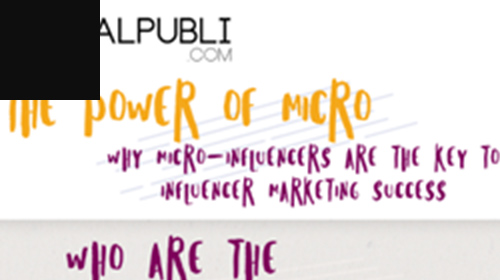 ALPUBLI
.COM
THE POWER OF MICRO
WHY MICRO-INFLUENCERS ARE THE KEY TO
INFLUENCER MARKETING SUCCESS
WHO ARE THE